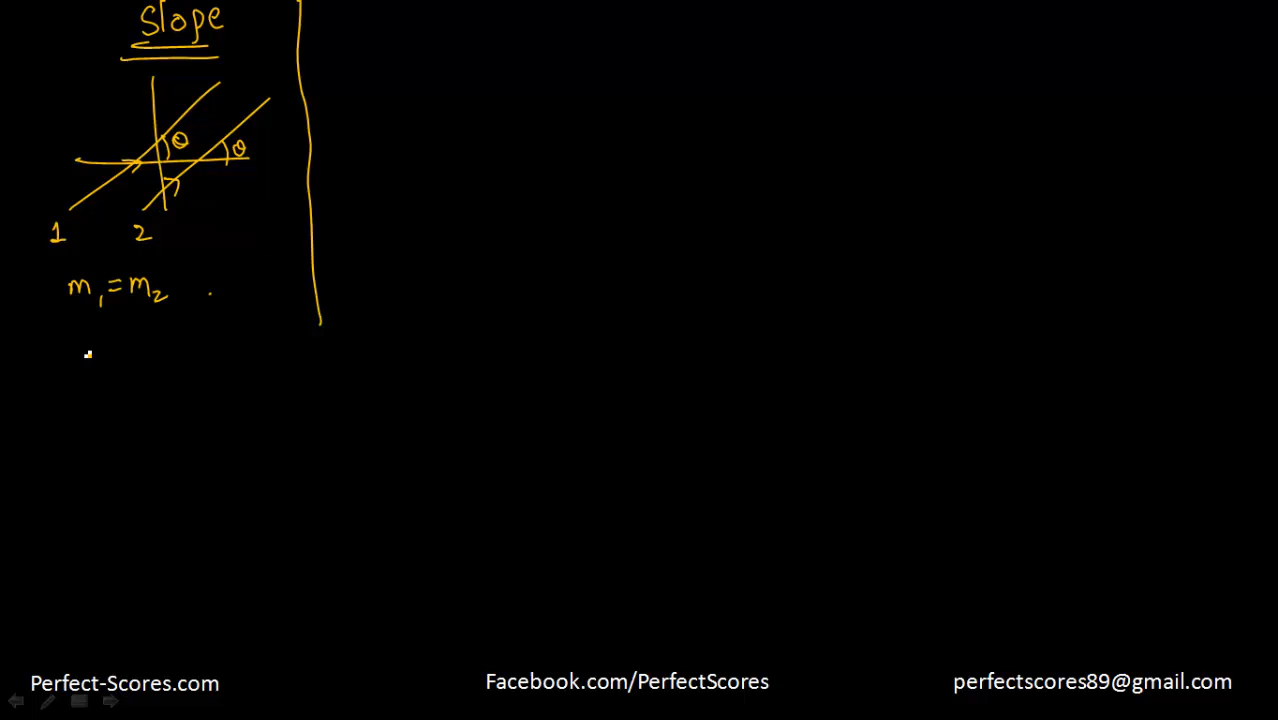 Slope
θ
θ
1 2
m₁ = m₂ .
Perfect-Scores.com Facebook.com/PerfectScores perfectscores89@gmail.com